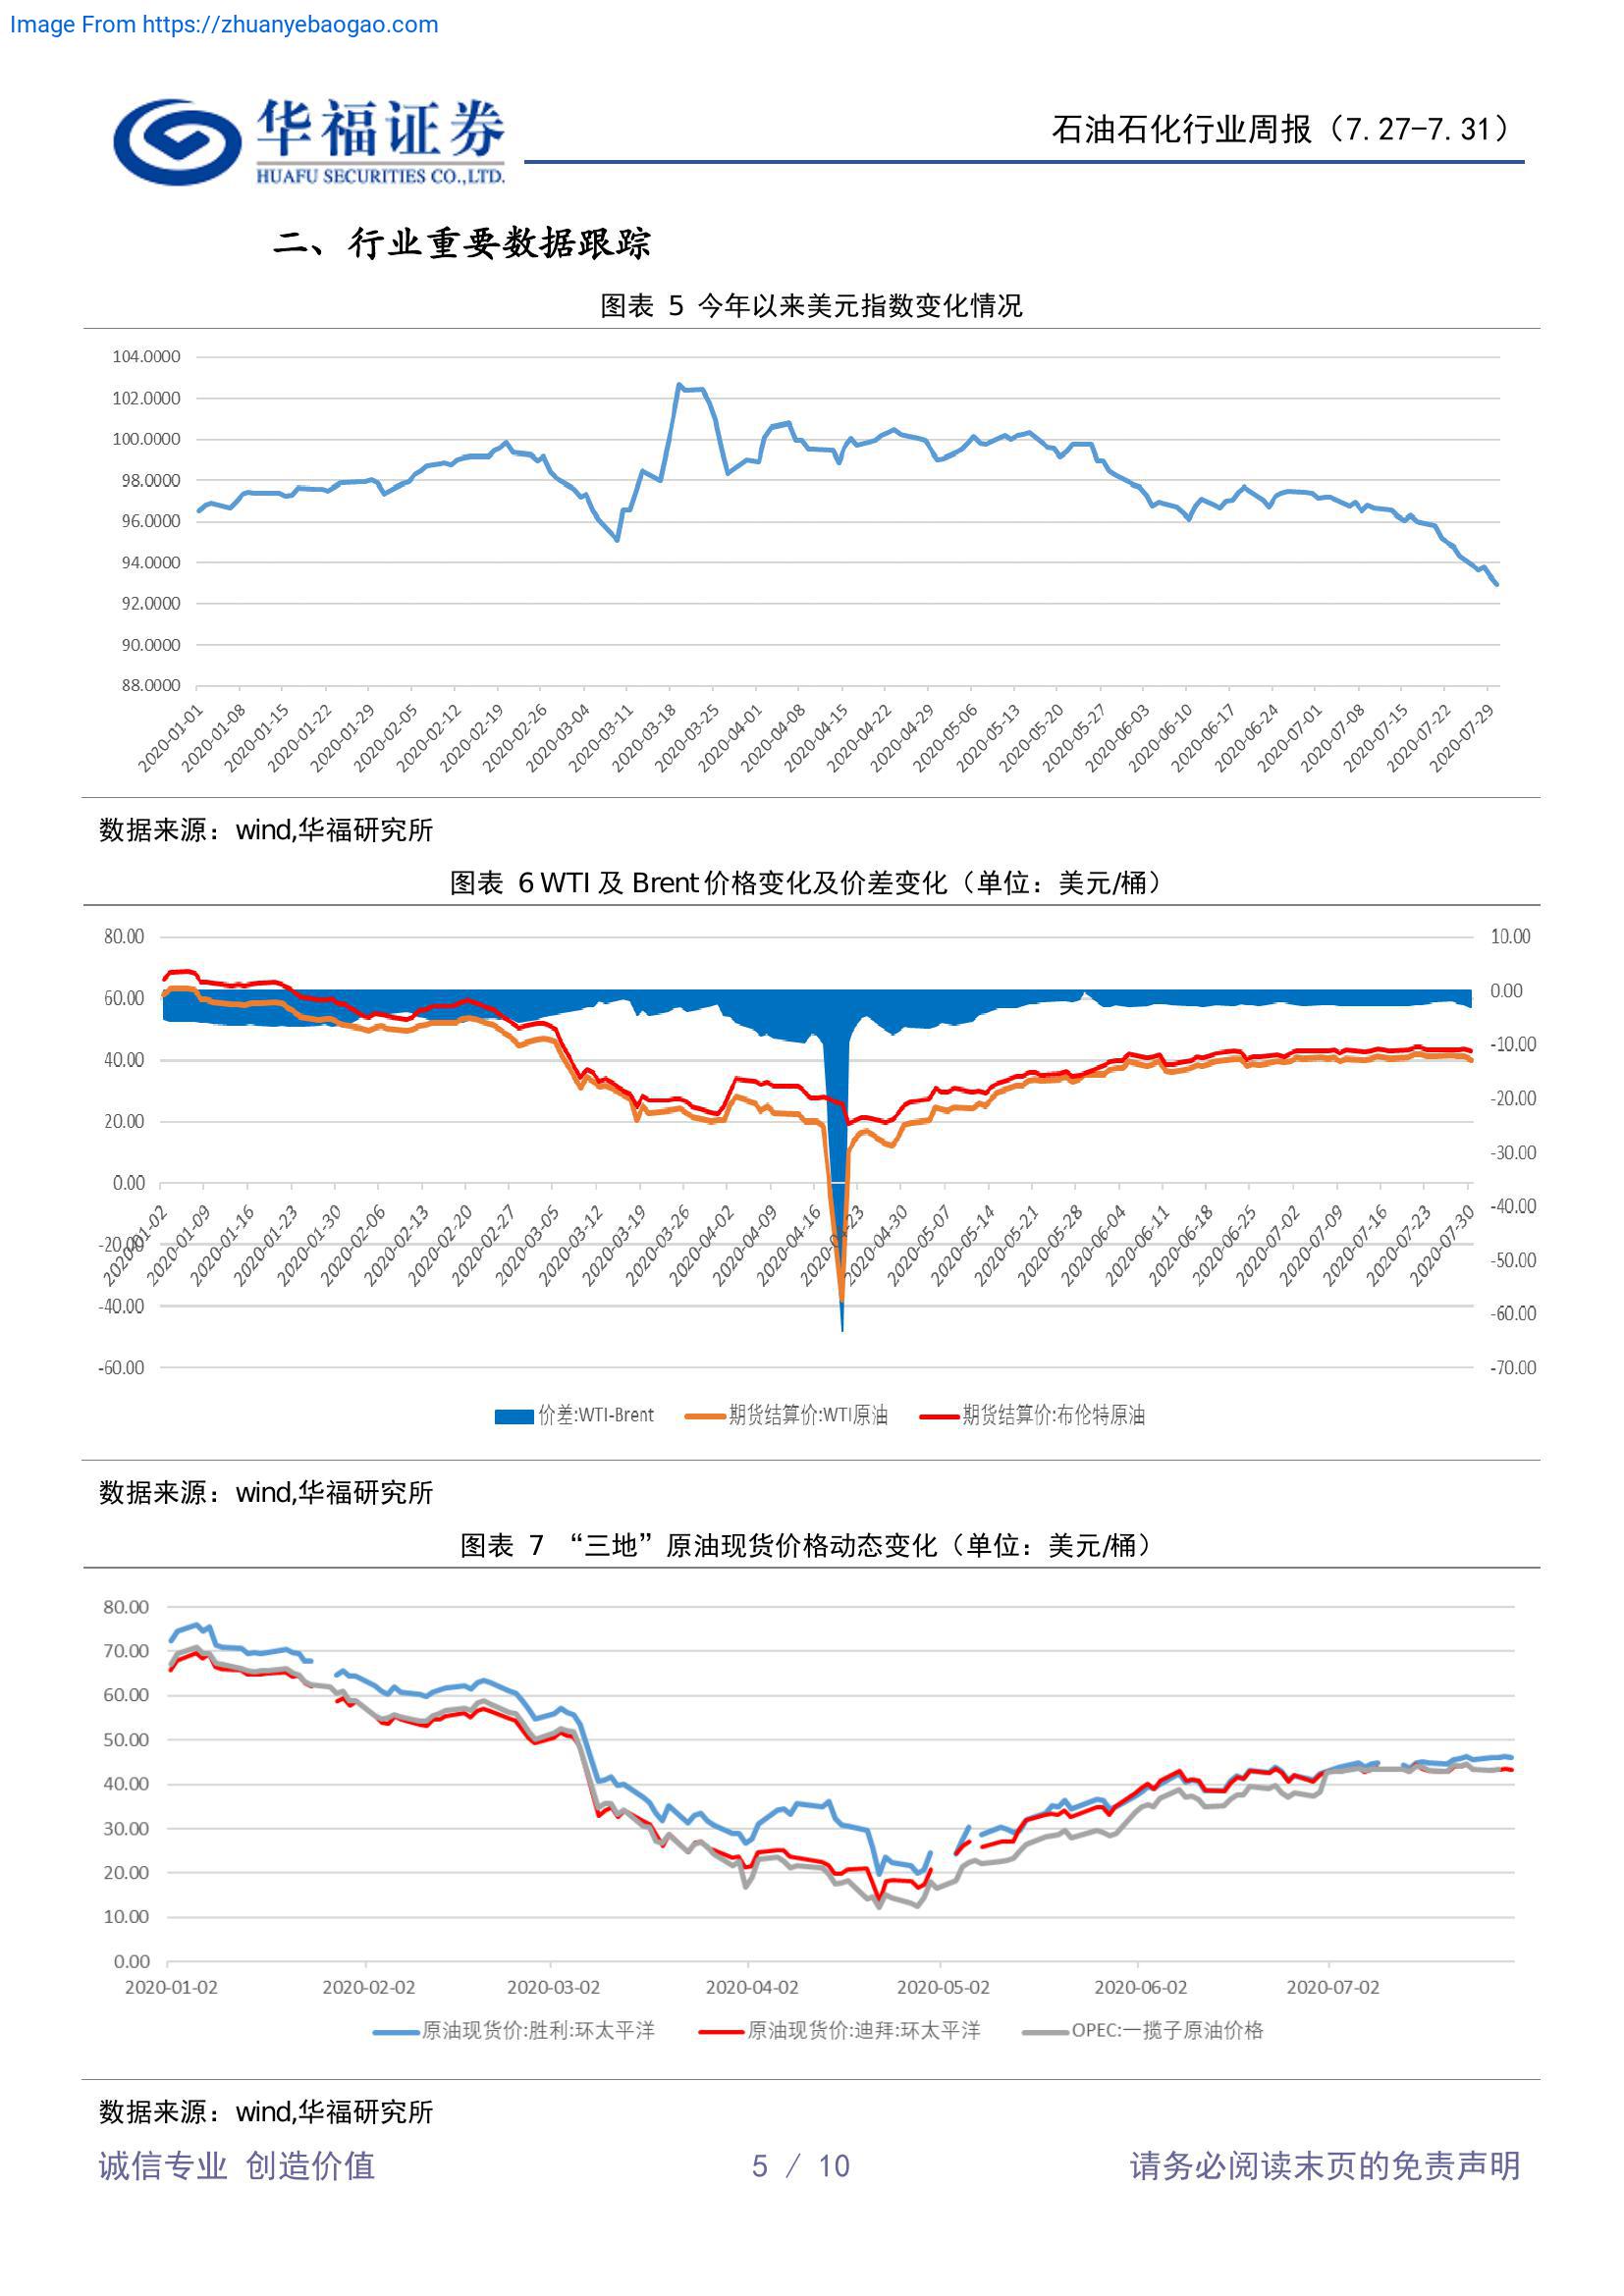 Image From https://zhuanyebaogao.com
华福证券
HUAFU SECURITIES CO.,LTD.
石油石化行业周报（7.27-7.31）
二、行业重要数据跟踪
图表 5 今年以来美元指数变化情况
104.0000
102.0000
100.0000
98.0000
96.0000
94.0000
92.0000
90.0000
88.0000
2020-01-01 2020-01-08 2020-01-15 2020-01-22 2020-01-29 2020-02-05 2020-02-12 2020-02-19 2020-02-26 2020-03-04 2020-03-11 2020-03-18 2020-03-25 2020-04-01 2020-04-08 2020-04-15 2020-04-22 2020-04-29 2020-05-06 2020-05-13 2020-05-20 2020-05-27 2020-06-03 2020-06-10 2020-06-17 2020-06-24 2020-07-01 2020-07-08 2020-07-15 2020-07-22 2020-07-29
数据来源：wind,华福研究所
图表 6 WTI 及 Brent 价格变化及价差变化（单位：美元/桶）
80.00 10.00
60.00 0.00
40.00 -10.00
20.00 -20.00
0.00 -30.00
-20.00 -40.00
-40.00 -50.00
-60.00 -60.00
-70.00
2020-01-02 2020-01-09 2020-01-16 2020-01-23 2020-01-30 2020-02-06 2020-02-13 2020-02-20 2020-02-27 2020-03-05 2020-03-12 2020-03-19 2020-03-26 2020-04-02 2020-04-09 2020-04-16 2020-04-23 2020-04-30 2020-05-07 2020-05-14 2020-05-21 2020-05-28 2020-06-04 2020-06-11 2020-06-18 2020-06-25 2020-07-02 2020-07-09 2020-07-16 2020-07-23 2020-07-30
价差:WTI-Brent 期货结算价:WTI原油 期货结算价:布伦特原油
数据来源：wind,华福研究所
图表 7 “三地”原油现货价格动态变化（单位：美元/桶）
80.00
70.00
60.00
50.00
40.00
30.00
20.00
10.00
0.00
2020-01-02 2020-02-02 2020-03-02 2020-04-02 2020-05-02 2020-06-02 2020-07-02
原油现货价:胜利:环太平洋 原油现货价:迪拜:环太平洋 OPEC:一揽子原油价格
数据来源：wind,华福研究所
诚信专业 创造价值 5 / 10 请务必阅读末页的免责声明